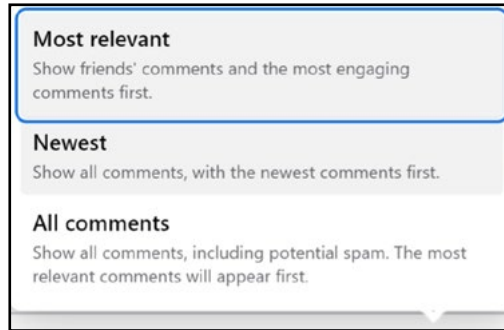 Most relevant
Show friends' comments and the most engaging
comments first.
Newest
Show all comments, with the newest comments first.
All comments
Show all comments, including potential spam. The most
relevant comments will appear first.